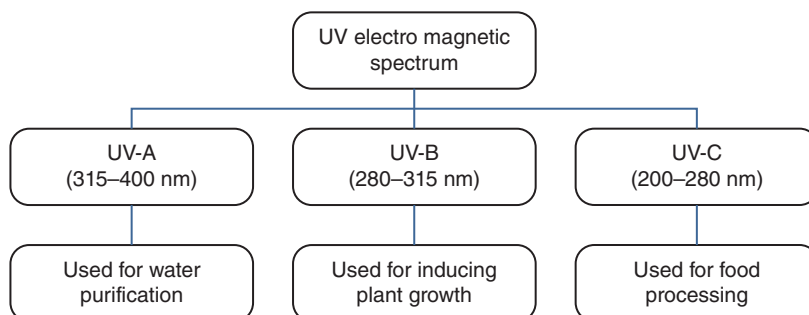 UV electro magnetic
spectrum
UV-A
(315–400 nm)
UV-B
(280–315 nm)
UV-C
(200–280 nm)
Used for water
purification
Used for inducing
plant growth
Used for food
processing